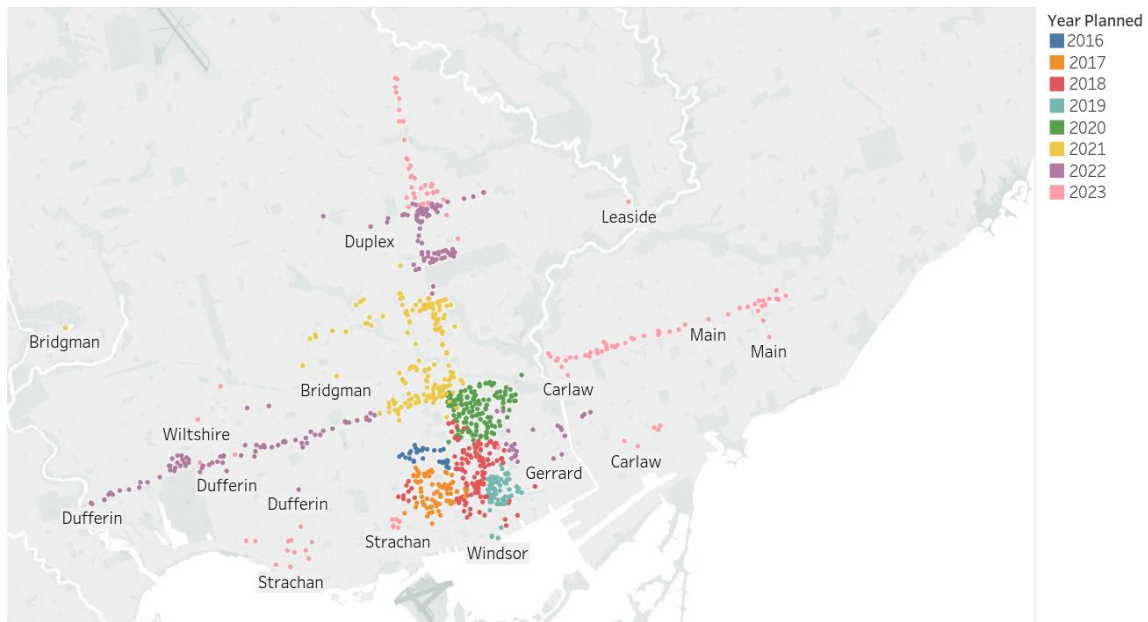 Year Planned
2016
2017
2018
2019
2020
2021
2022
2023
Leaside
Duplex
Bridgman
Main
Main
Bridgman
Carlaw
Wiltshire
Carlaw
Gerrard
Dufferin
Dufferin
Dufferin
Strachan
Windsor
Strachan